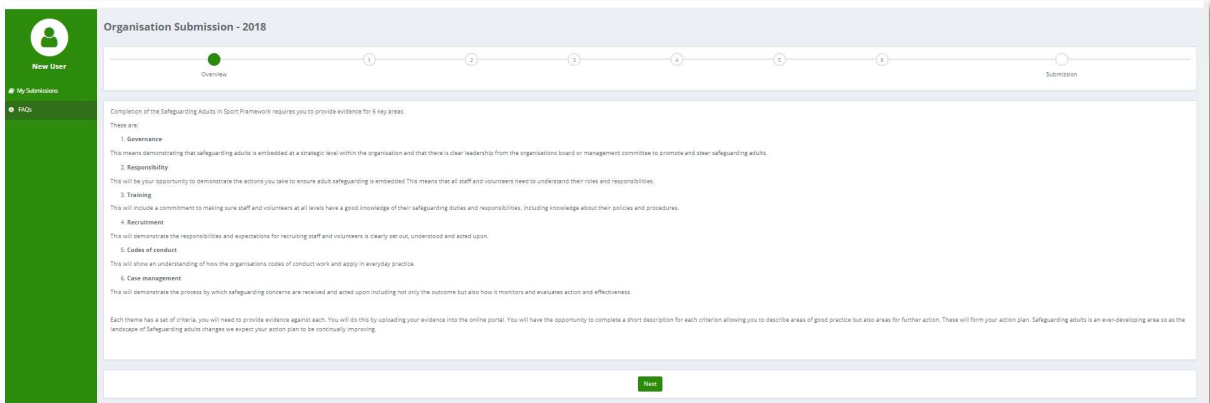 Organisation Submission - 2018
New User
My Submissions
FAQs
1
2
3
4
5
6
Overview
Submission
Completion of the Safeguarding Adults in Sport Framework requires you to provide evidence for 6 key areas.
These are:
1. Governance
This means demonstrating that safeguarding adults is embedded at a strategic level within the organisation and that there is clear leadership from the organisations board or management committee to promote and steer safeguarding adults.
2. Responsibility
This will be your opportunity to demonstrate the actions you take to ensure adult safeguarding is embedded This means that all staff and volunteers need to understand their roles and responsibilities.
3. Training
This will include a commitment to making sure staff and volunteers at all levels have a good knowledge of their safeguarding duties and responsibilities, including knowledge about their policies and procedures.
4. Recruitment
This will demonstrate the responsibilities and expectations for recruiting staff and volunteers is clearly set out, understood and acted upon.
5. Codes of conduct
This will show an understanding of how the organisations codes of conduct work and apply in everyday practice.
6. Case management
This will demonstrate the process by which safeguarding concerns are received and acted upon including not only the outcome but also how it monitors and evaluates action and effectiveness.
Each theme has a set of criteria, you will need to provide evidence against each. You will do this by uploading your evidence into the online portal. You will have the opportunity to complete a short description for each criterion allowing you to describe areas of good practice but also areas for further action. These will form your action plan. Safeguarding adults is an ever-developing area so as the
landscape of Safeguarding adults changes we expect your action plan to be continually improving.
Next